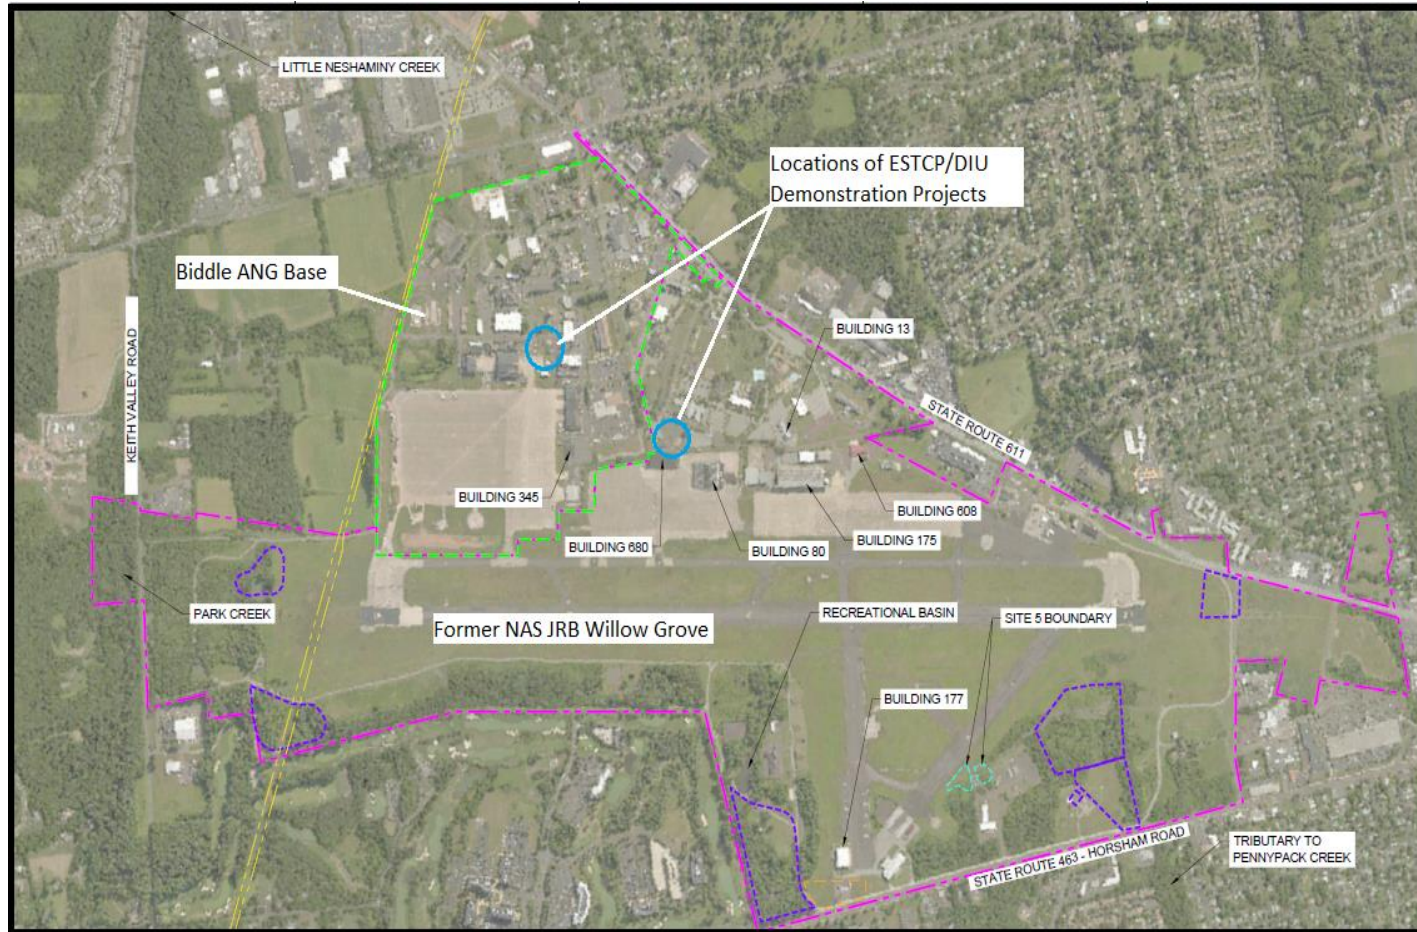 LITTLE NESHAMINY CREEK
Locations of ESTCP/DIU
Demonstration Projects
Biddle ANG Base
KEITH VALLEY ROAD
BUILDING 13
STATE ROUTE 611
BUILDING 345
BUILDING 608
BUILDING 680
BUILDING 80
BUILDING 175
PARK CREEK
Former NAS JRB Willow Grove
RECREATIONAL BASIN
SITE 5 BOUNDARY
BUILDING 177
STATE ROUTE 463 - HORSHAM ROAD
TRIBUTARY TO
PENNYPACK CREEK